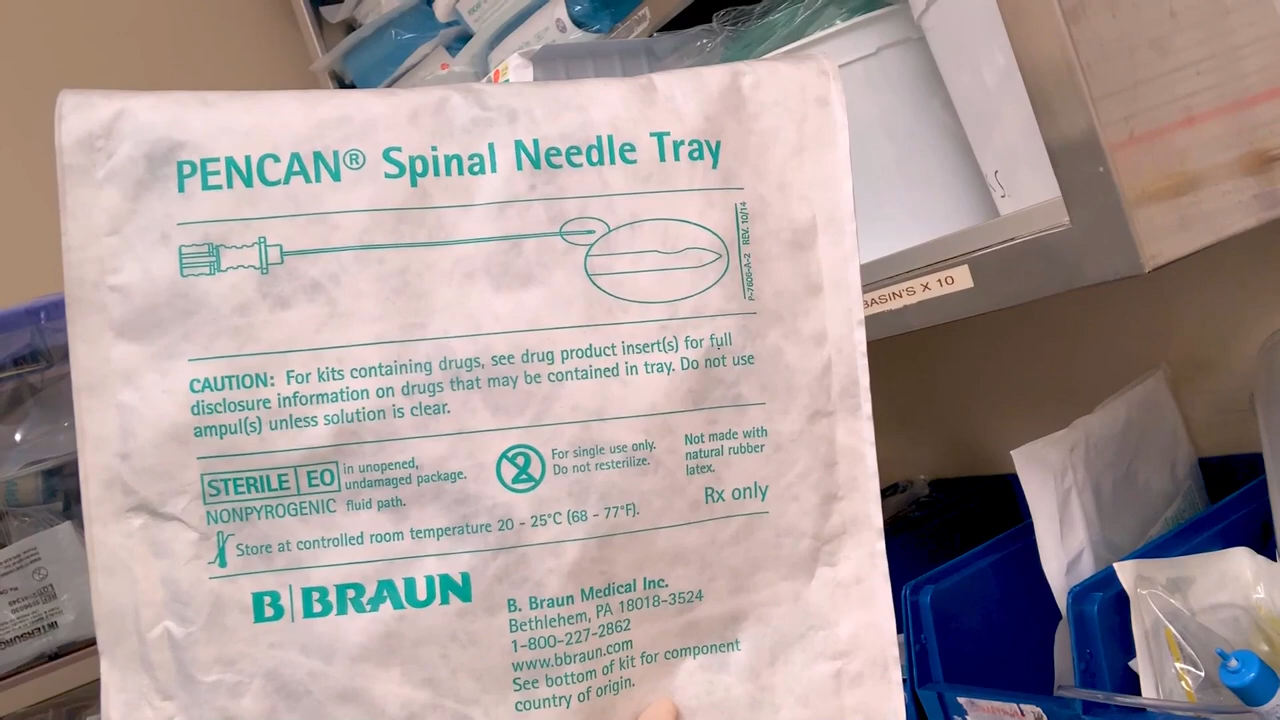 PENCAN® Spinal Needle Tray
P-7606-A-2 REV. 10/14
CAUTION: For kits containing drugs, see drug product insert(s) for full
disclosure information on drugs that may be contained in tray. Do not use
ampul(s) unless solution is clear.
STERILE EO in unopened,
undamaged package.
NONPYROGENIC fluid path.
2
For single use only.
Do not resterilize.
Not made with
natural rubber
latex.
Rx only
Store at controlled room temperature 20 - 25°C (68 - 77°F).
B BRAUN
B. Braun Medical Inc.
Bethlehem, PA 18018-3524
1-800-227-2862
www.bbraun.com
See bottom of kit for component
country of origin.
BASIN'S X 10